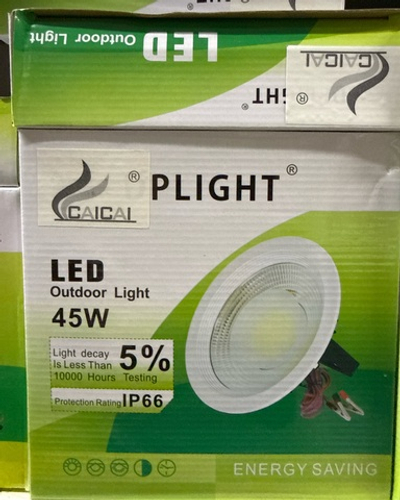 LED Outdoor Light
CAICAI
IGHT®
®
CAICAI
® PLIGHT®
LED
Outdoor Light
45W
Light decay
Is Less Than 5%
10000 Hours Testing
Protection Rating IP66
ENERGY SAVING